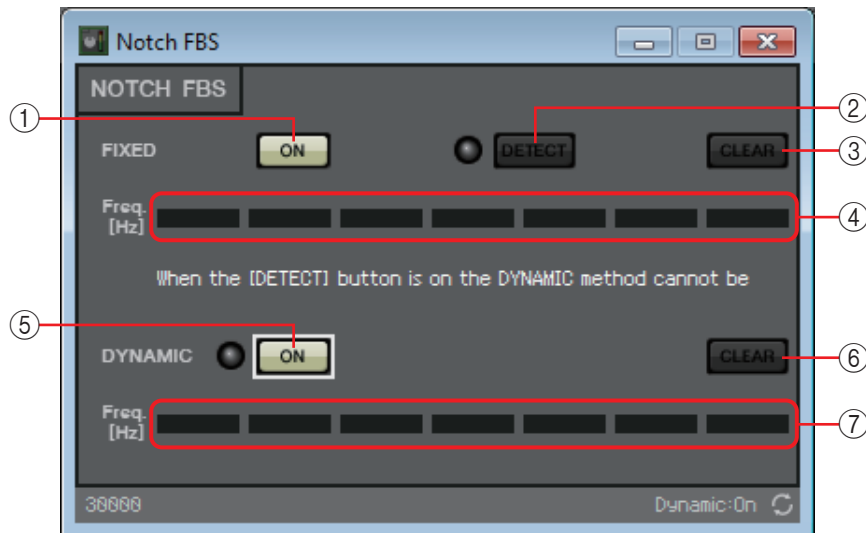 Notch FBS
NOTCH FBS
①
②
FIXED ON DETECT CLEAR
③
Freq.
[Hz]
④
When the [DETECT] button is on the DYNAMIC method cannot be
⑤
DYNAMIC ON CLEAR
⑥
Freq.
[Hz]
⑦
30000 Dynamic:On